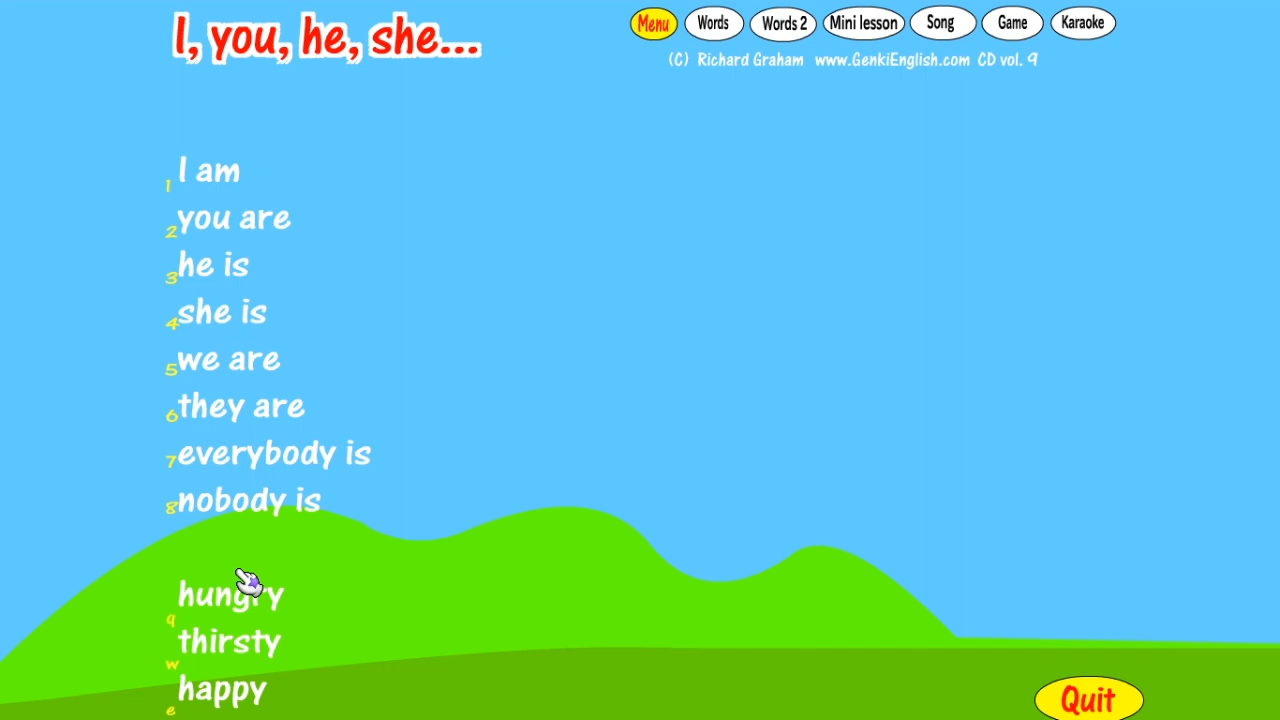 I, you, he, she...
Menu Words Words 2 Mini lesson Song Game Karaoke
(C) Richard Graham www.GenkiEnglish.com CD vol. 9
1 I am
2 you are
3 he is
4 she is
5 we are
6 they are
7 everybody is
8 nobody is
hungry
q
thirsty
w
happy
e
Quit